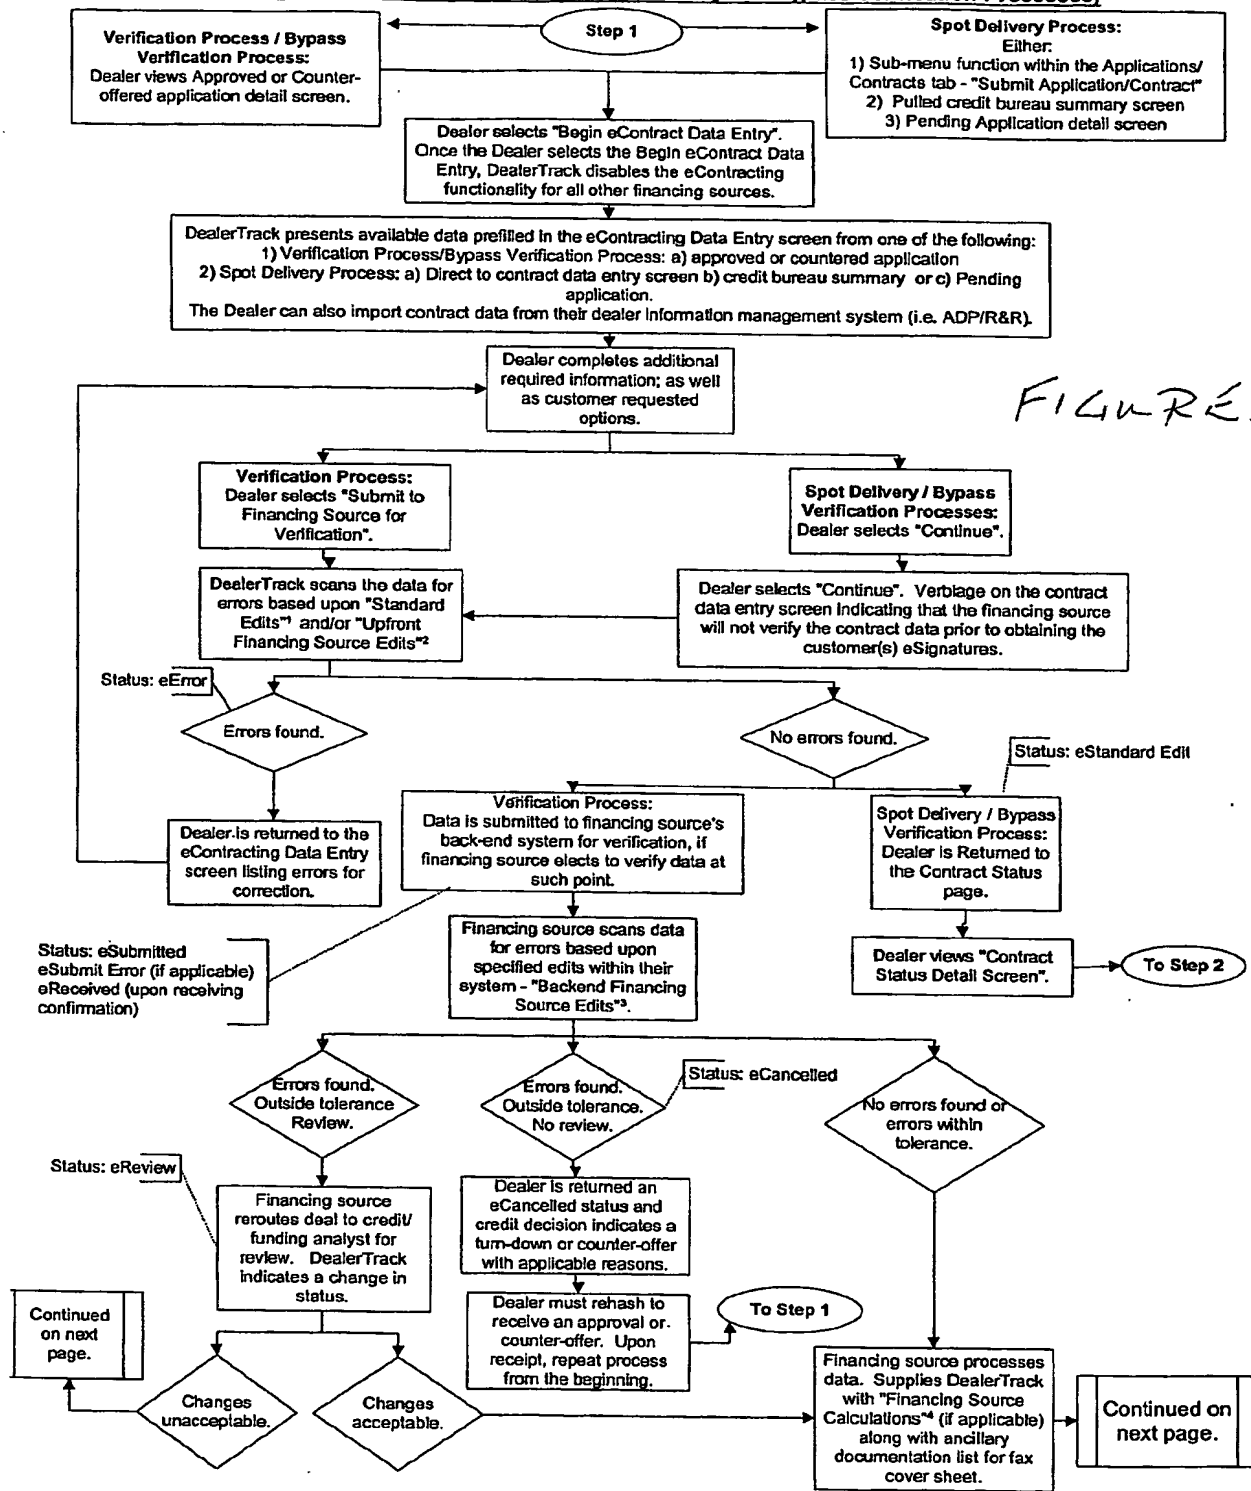 Step 1
Verification Process / Bypass
Verification Process:
Dealer views Approved or Counter-
offered application detail screen.
Spot Delivery Process:
Either:
1) Sub-menu function within the Applications/
Contracts tab - "Submit Application/Contract"
2) Pulled credit bureau summary screen
3) Pending Application detail screen
Dealer selects "Begin eContract Data Entry".
Once the Dealer selects the Begin eContract Data
Entry, DealerTrack disables the eContracting
functionality for all other financing sources.
DealerTrack presents available data prefilled in the eContracting Data Entry screen from one of the following:
1) Verification Process/Bypass Verification Process: a) approved or countered application
2) Spot Delivery Process: a) Direct to contract data entry screen b) credit bureau summary or c) Pending
application.
The Dealer can also import contract data from their dealer information management system (i.e. ADP/R&R).
Dealer completes additional
required information; as well
as customer requested
options.
FIGURE
Verification Process:
Dealer selects "Submit to
Financing Source for
Verification".
Spot Delivery / Bypass
Verification Processes:
Dealer selects "Continue".
DealerTrack scans the data for
errors based upon "Standard
Edits"¹ and/or "Upfront
Financing Source Edits"²
Dealer selects "Continue". Verbiage on the contract
data entry screen indicating that the financing source
will not verify the contract data prior to obtaining the
customer(s) eSignatures.
Status: eError
Errors found.
No errors found.
Status: eStandard Edit
Dealer is returned to the
eContracting Data Entry
screen listing errors for
correction.
Verification Process:
Data is submitted to financing source's
back-end system for verification, if
financing source elects to verify data at
such point.
Spot Delivery / Bypass
Verification Process:
Dealer is Returned to
the Contract Status
page.
Status: eSubmitted
eSubmit Error (if applicable)
eReceived (upon receiving
confirmation)
Financing source scans data
for errors based upon
specified edits within their
system - "Backend Financing
Source Edits"³.
Dealer views "Contract
Status Detail Screen".
To Step 2
Errors found.
Outside tolerance
Review.
Errors found.
Outside tolerance.
No review.
Status: eCancelled
No errors found or
errors within
tolerance.
Status: eReview
Financing source
reroutes deal to credit/
funding analyst for
review. DealerTrack
indicates a change in
status.
Dealer is returned an
eCancelled status and
credit decision indicates a
turn-down or counter-offer
with applicable reasons.
Dealer must rehash to
receive an approval or
counter-offer. Upon
receipt, repeat process
from the beginning.
To Step 1
Continued
on next
page.
Changes
unacceptable.
Changes
acceptable.
Financing source processes
data. Supplies DealerTrack
with "Financing Source
Calculations"⁴ (if applicable)
along with ancillary
documentation list for fax
cover sheet.
Continued on
next page.